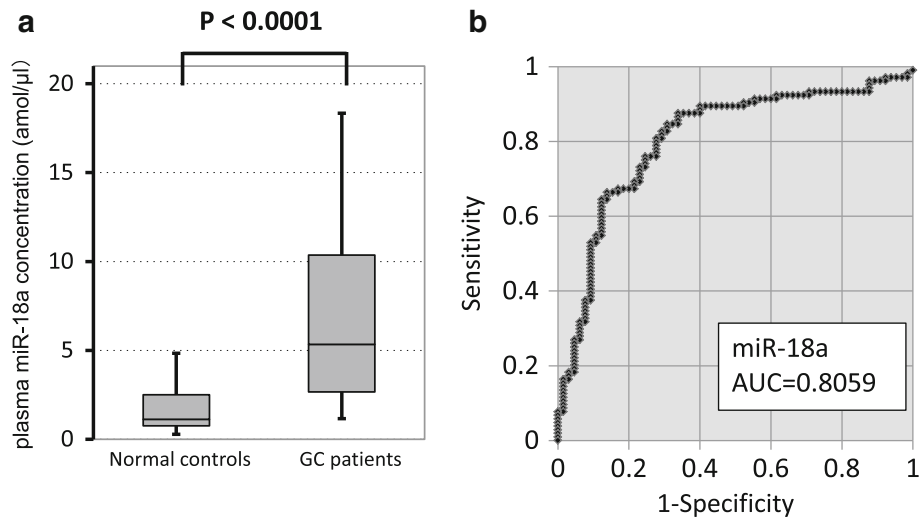 a
P < 0.0001
plasma miR-18a concentration (amol/µl)
20
15
10
5
0
Normal controls
GC patients
b
Sensitivity
1
0.8
0.6
0.4
0.2
0
miR-18a
AUC=0.8059
0
0.2
0.4
0.6
0.8
1
1-Specificity